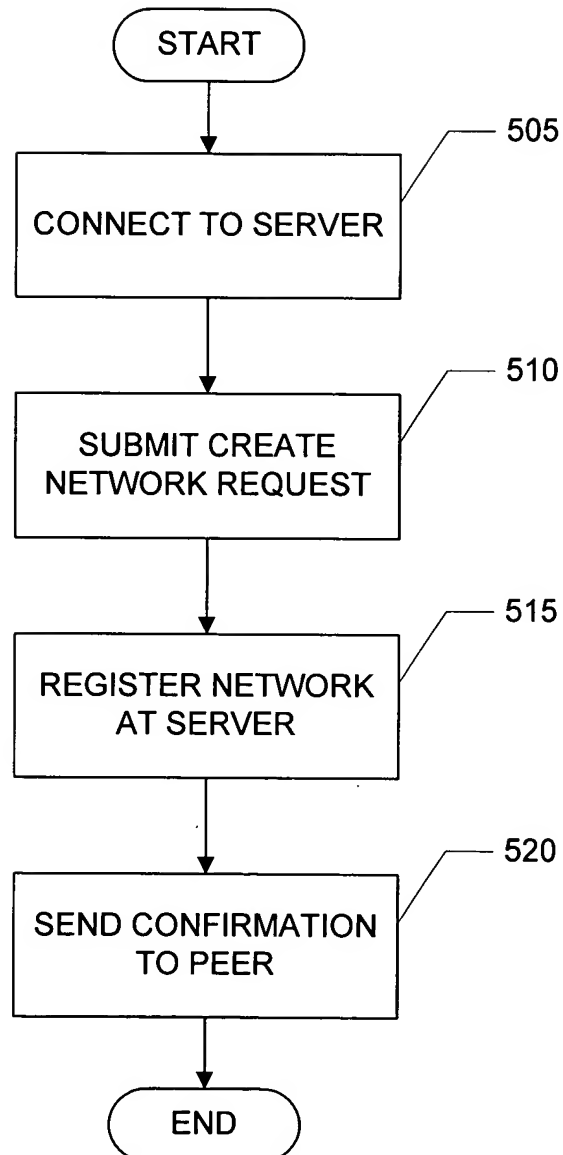 START
505
CONNECT TO SERVER
510
SUBMIT CREATE
NETWORK REQUEST
515
REGISTER NETWORK
AT SERVER
520
SEND CONFIRMATION
TO PEER
END